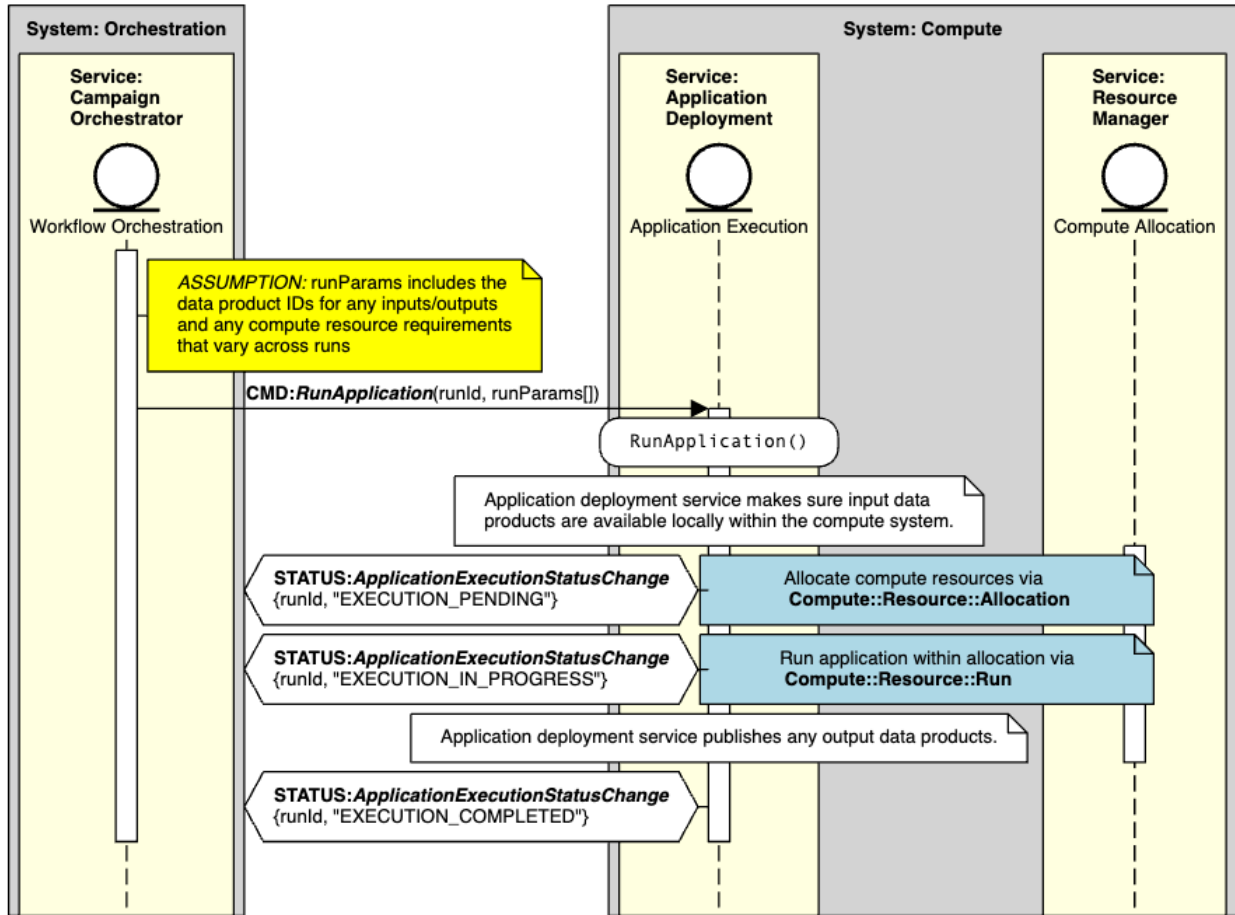 System: Orchestration
System: Compute
Service:
Campaign
Orchestrator
Service:
Application
Deployment
Service:
Resource
Manager
Workflow Orchestration
Application Execution
Compute Allocation
ASSUMPTION: runParams includes the
data product IDs for any inputs/outputs
and any compute resource requirements
that vary across runs
CMD:RunApplication(runId, runParams[])
RunApplication()
Application deployment service makes sure input data
products are available locally within the compute system.
STATUS:ApplicationExecutionStatusChange
{runId, "EXECUTION_PENDING"}
Allocate compute resources via
Compute::Resource::Allocation
STATUS:ApplicationExecutionStatusChange
{runId, "EXECUTION_IN_PROGRESS"}
Run application within allocation via
Compute::Resource::Run
Application deployment service publishes any output data products.
STATUS:ApplicationExecutionStatusChange
{runId, "EXECUTION_COMPLETED"}